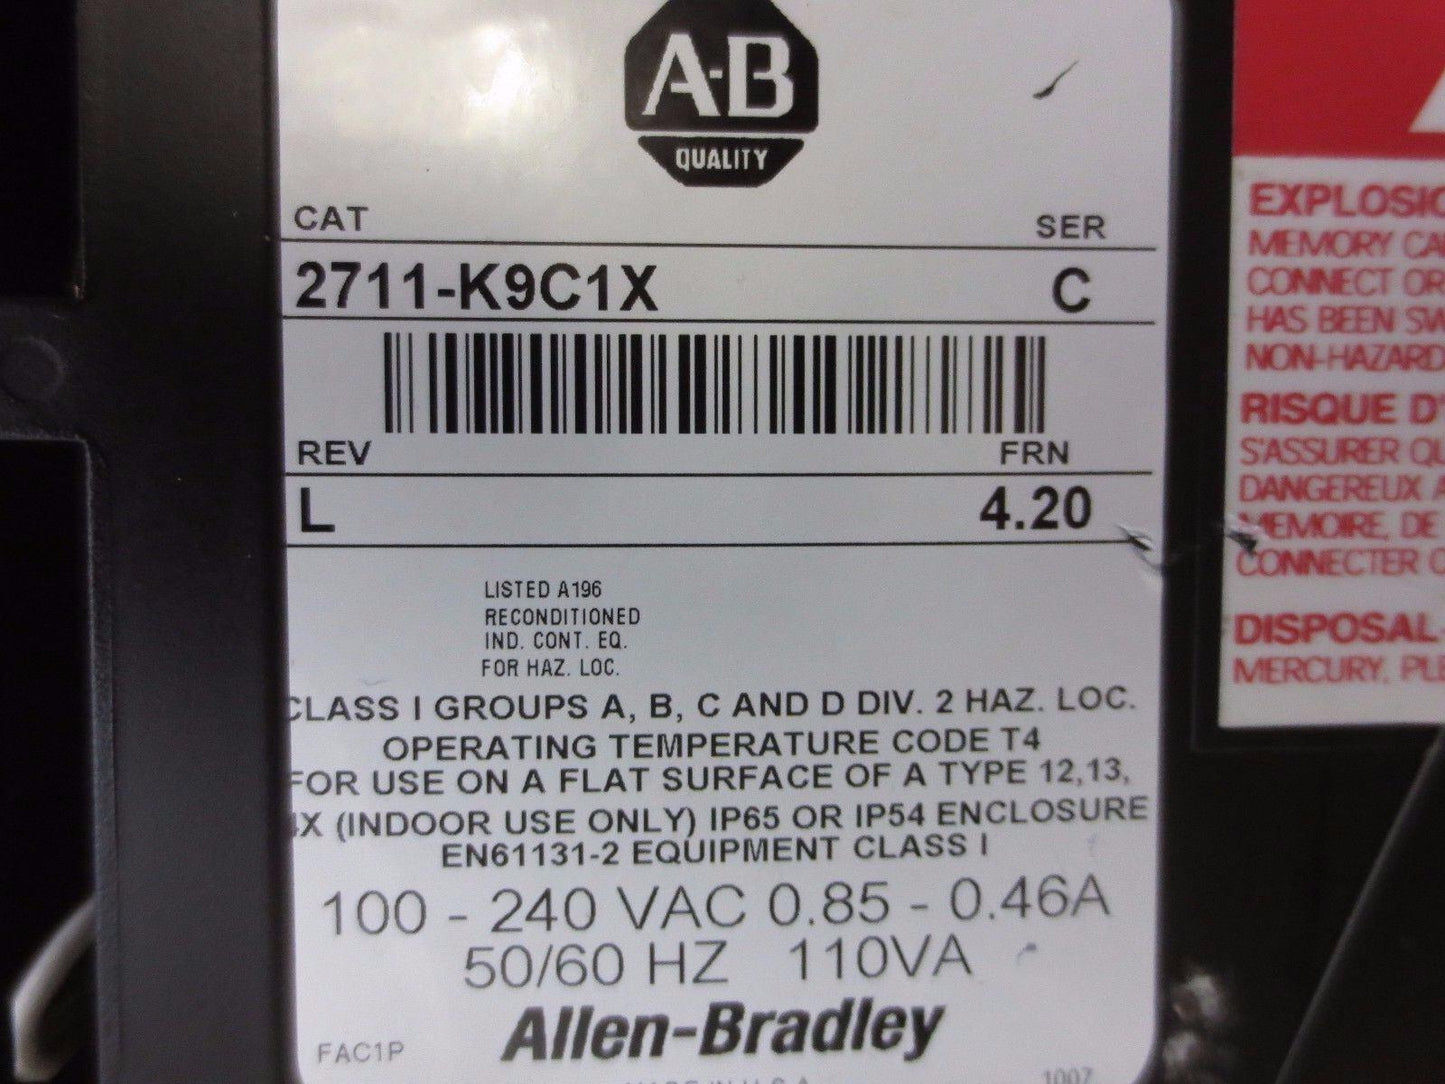 A-B
QUALITY
CAT SER
2711-K9C1X C
REV FRN
L 4.20
LISTED A196
RECONDITIONED
IND. CONT. EQ.
FOR HAZ. LOC.
CLASS I GROUPS A, B, C AND D DIV. 2 HAZ. LOC.
OPERATING TEMPERATURE CODE T4
FOR USE ON A FLAT SURFACE OF A TYPE 12,13,
4X (INDOOR USE ONLY) IP65 OR IP54 ENCLOSURE
EN61131-2 EQUIPMENT CLASS I
100 - 240 VAC 0.85 - 0.46A
50/60 HZ 110VA
Allen-Bradley
FAC1P
MADE IN U.S.A.
1007
EXPLOSIO
MEMORY CA
CONNECT OR
HAS BEEN SW
NON-HAZARD
RISQUE D'
S'ASSURER QU
DANGEREUX A
MEMOIRE, DE
CONNECTER
DISPOSAL-
MERCURY, PLE